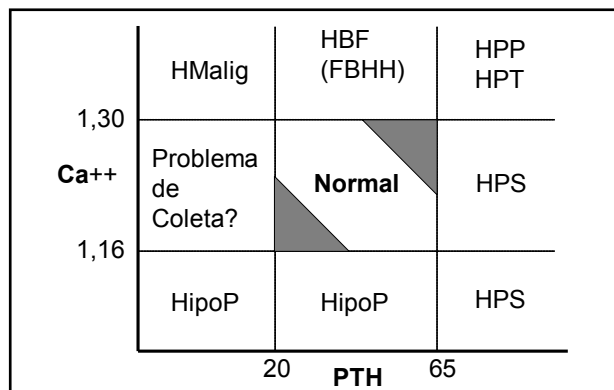 HMalig
HBF
(FBHH)
HPP
HPT
1,30
Ca++
Problema
de
Coleta?
Normal
HPS
1,16
HipoP
HipoP
HPS
20
PTH
65